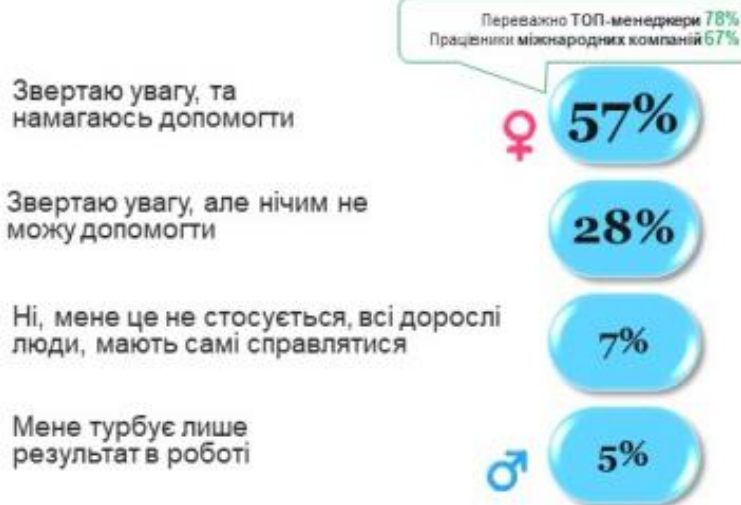 Переважно ТОП-менеджери 78%
Працівники міжнародних компаній 67%
Звертаю увагу, та
намагаюсь допомогти
57%
Звертаю увагу, але нічим не
можу допомогти
28%
Ні, мене це не стосується, всі дорослі
люди, мають самі справлятися
7%
Мене турбує лише
результат в роботі
5%